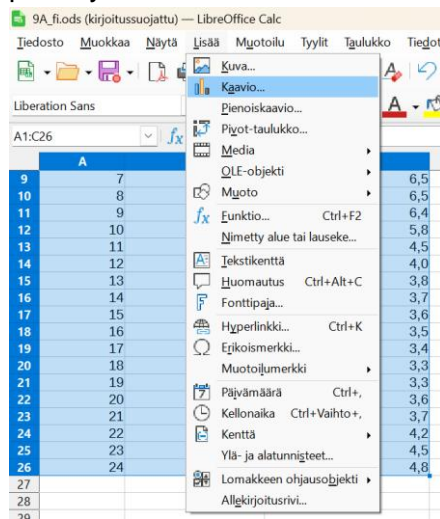 9A_fi.ods (kirjoitussuojattu) — LibreOffice Calc
Tiedosto Muokkaa Näytä Lisää Muotoilu Tyylit Taulukko
Liberation Sans
A1:C26
A
9 7 6,5
10 8 6,5
11 9 6,4
12 10 5,8
13 11 4,5
14 12 4,0
15 13 3,8
16 14 3,7
17 15 3,6
18 16 3,5
19 17 3,4
20 18 3,3
21 19 3,3
22 20 3,6
23 21 3,7
24 22 4,2
25 23 4,5
26 24 4,8
27
28
Kuva...
Kaavio...
Pienoiskaavio...
Pivot-taulukko...
Media
OLE-objekti
Muoto
Funktio... Ctrl+F2
Nimetty alue tai lauseke...
Tekstikenttä
Huomautus Ctrl+Alt+C
Fonttipaja...
Hyperlinkki... Ctrl+K
Erikoismerkki...
Muotoilumerkki
Päivämäärä Ctrl+,
Kellonaika Ctrl+Vaihto+,
Kenttä
Ylä- ja alatunnisteet...
Lomakkeen ohjausobjekti
Allekirjoitusrivi...